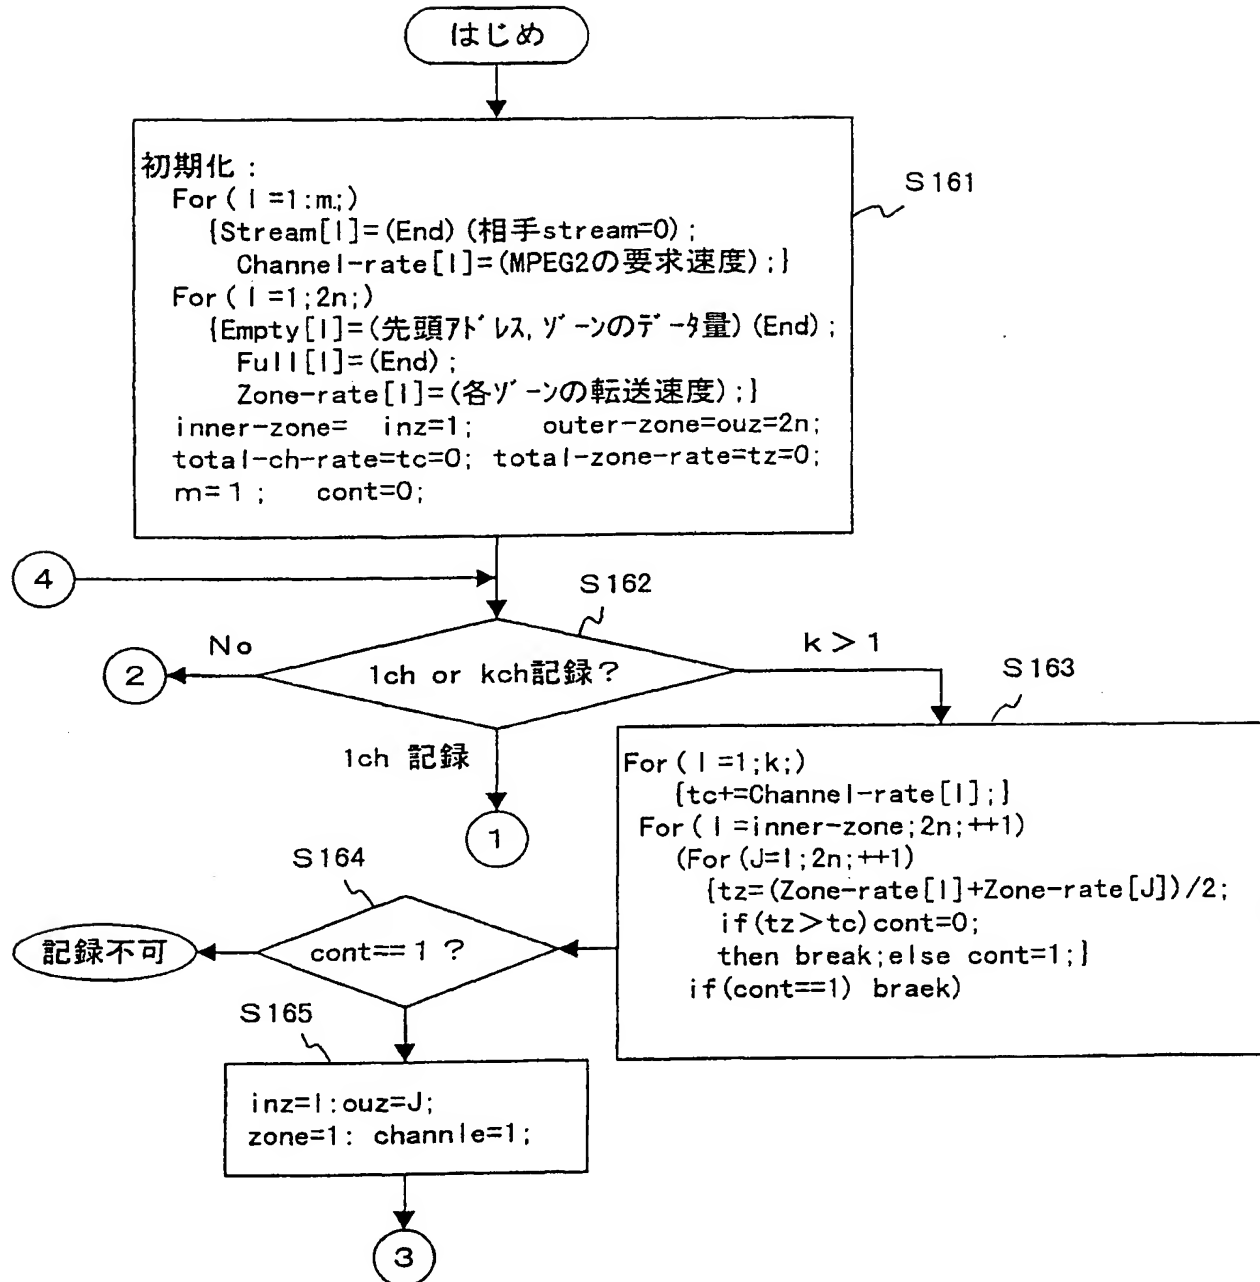 はじめ
初期化：
For(I=1:m;)
{Stream[I]=(End)(相手stream=0);
Channel-rate[I]=(MPEG2の要求速度);}
For(I=1;2n;)
{Empty[I]=(先頭ｱﾄﾞﾚｽ,ｿﾞｰﾝのﾃﾞｰﾀ量)(End);
Full[I]=(End);
Zone-rate[I]=(各ｿﾞｰﾝの転送速度);}
inner-zone= inz=1; outer-zone=ouz=2n;
total-ch-rate=tc=0; total-zone-rate=tz=0;
m=1; cont=0;
S161
4
S162
1ch or kch記録？
No
2
k＞1
1ch 記録
1
S163
For(I=1;k;)
{tc+=Channel-rate[I];}
For(I=inner-zone;2n;++1)
(For(J=I;2n;++1)
{tz=(Zone-rate[I]+Zone-rate[J])/2;
if(tz>tc)cont=0;
then break;else cont=1;}
if(cont==1) braek)
S164
cont==1？
記録不可
S165
inz=I:ouz=J;
zone=1: channle=1;
3